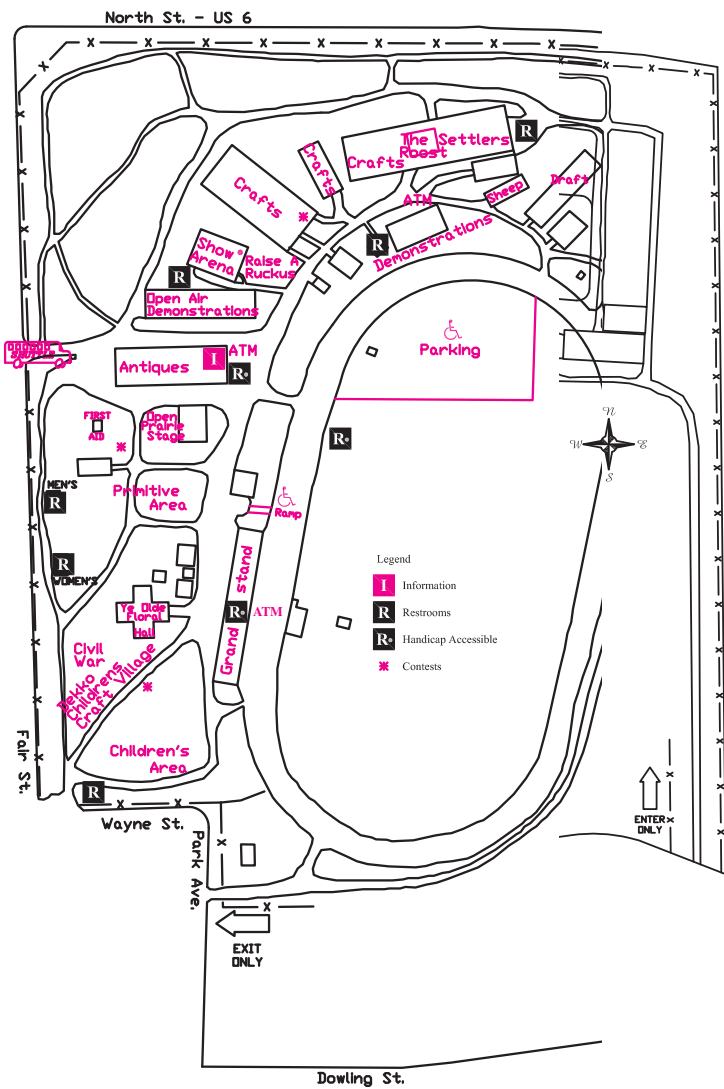 North St. - US 6
The Settlers
Roost
Crafts
Crafts
Crafts
Draft
Sheep
ATM
Demonstrations
Show
Arena
Raise A
Ruckus
R
R
R
Open Air
Demonstrations
Parking
SHUTTLE
Antiques
I
ATM
R
FIRST
AID
Open
Prairie
Stage
R
N
W
E
S
MEN'S
R
Primitive
Area
Ramp
R
WOMEN'S
Grand stand
R
ATM
Legend
I Information
R Restrooms
R Handicap Accessible
Contests
Ye Olde
Floral
Hall
Civil
War
Dekko
Childrens
Craft Village
Children's
Area
Fair St.
R
Wayne St.
Park Ave.
ENTER
ONLY
EXIT
ONLY
Dowling St.